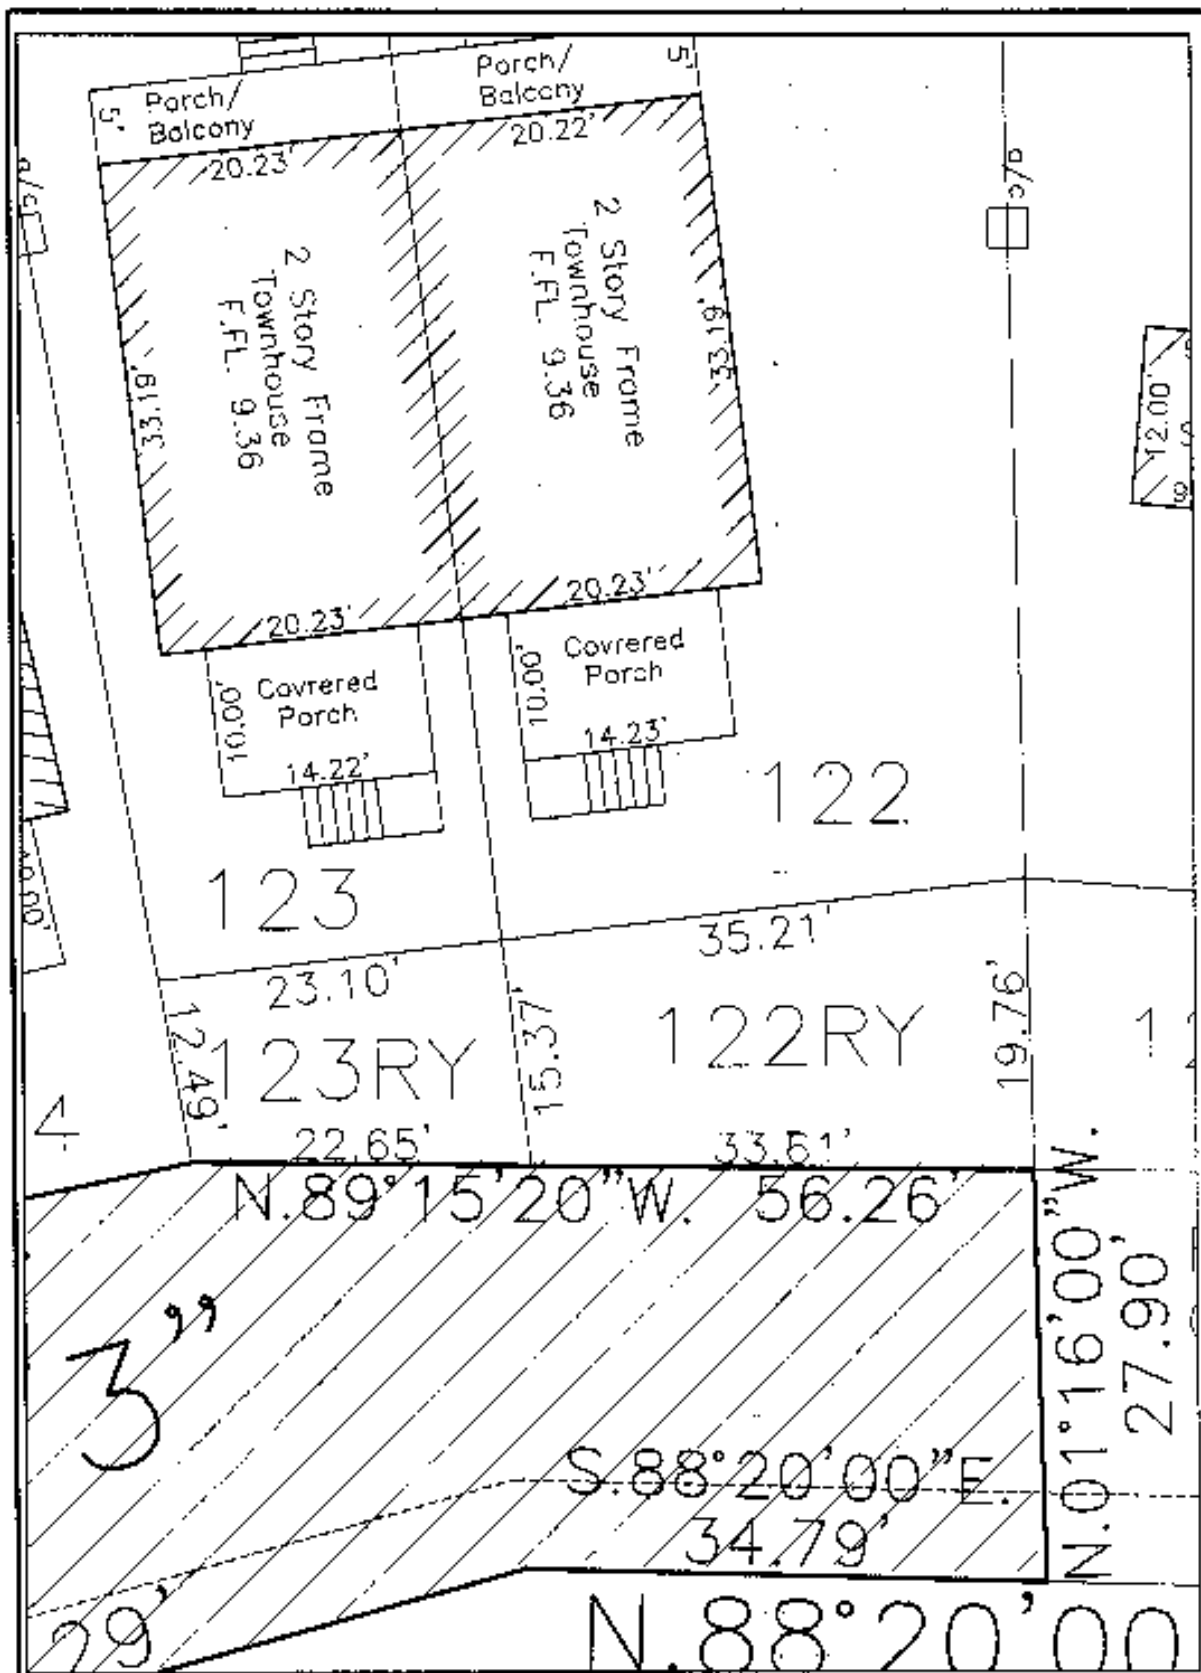 Porch/
Balcony
5'
Porch/
Balcony
5'
20.23'
20.22'
a/c
a/c
2 Story Frame
Townhouse
F.FL. 9.36
33.19'
2 Story Frame
Townhouse
F.FL. 9.36
33.19'
12.00'
20.23'
20.23'
Covrered
Porch
10.00'
14.22'
Covrered
Porch
10.00'
14.23'
122
123
10.00'
35.21'
23.10'
12.49'
123RY
15.37'
122RY
19.76'
4
22.65'
33.61'
N.89°15'20"W. 56.26'
N.01°16'00"W.
27.90'
3"
S.88°20'00"E.
34.79'
29'
N.88°20'00